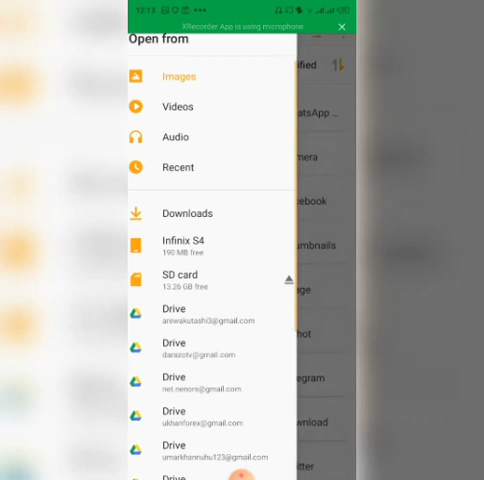 12:13
XRecorder App is using microphone
Open from
Images
Videos
Audio
Recent
Downloads
Infinix S4
190 MB free
SD card
13.26 GB free
Drive
arewakutashi3@gmail.com
Drive
darazotv@gmail.com
Drive
net.nenors@gmail.com
Drive
ukhanforex@gmail.com
Drive
umarkhannuhu123@gmail.com
Drive
ified
atsApp ...
mera
cebook
umbnails
age
hot
egram
wnload
itter